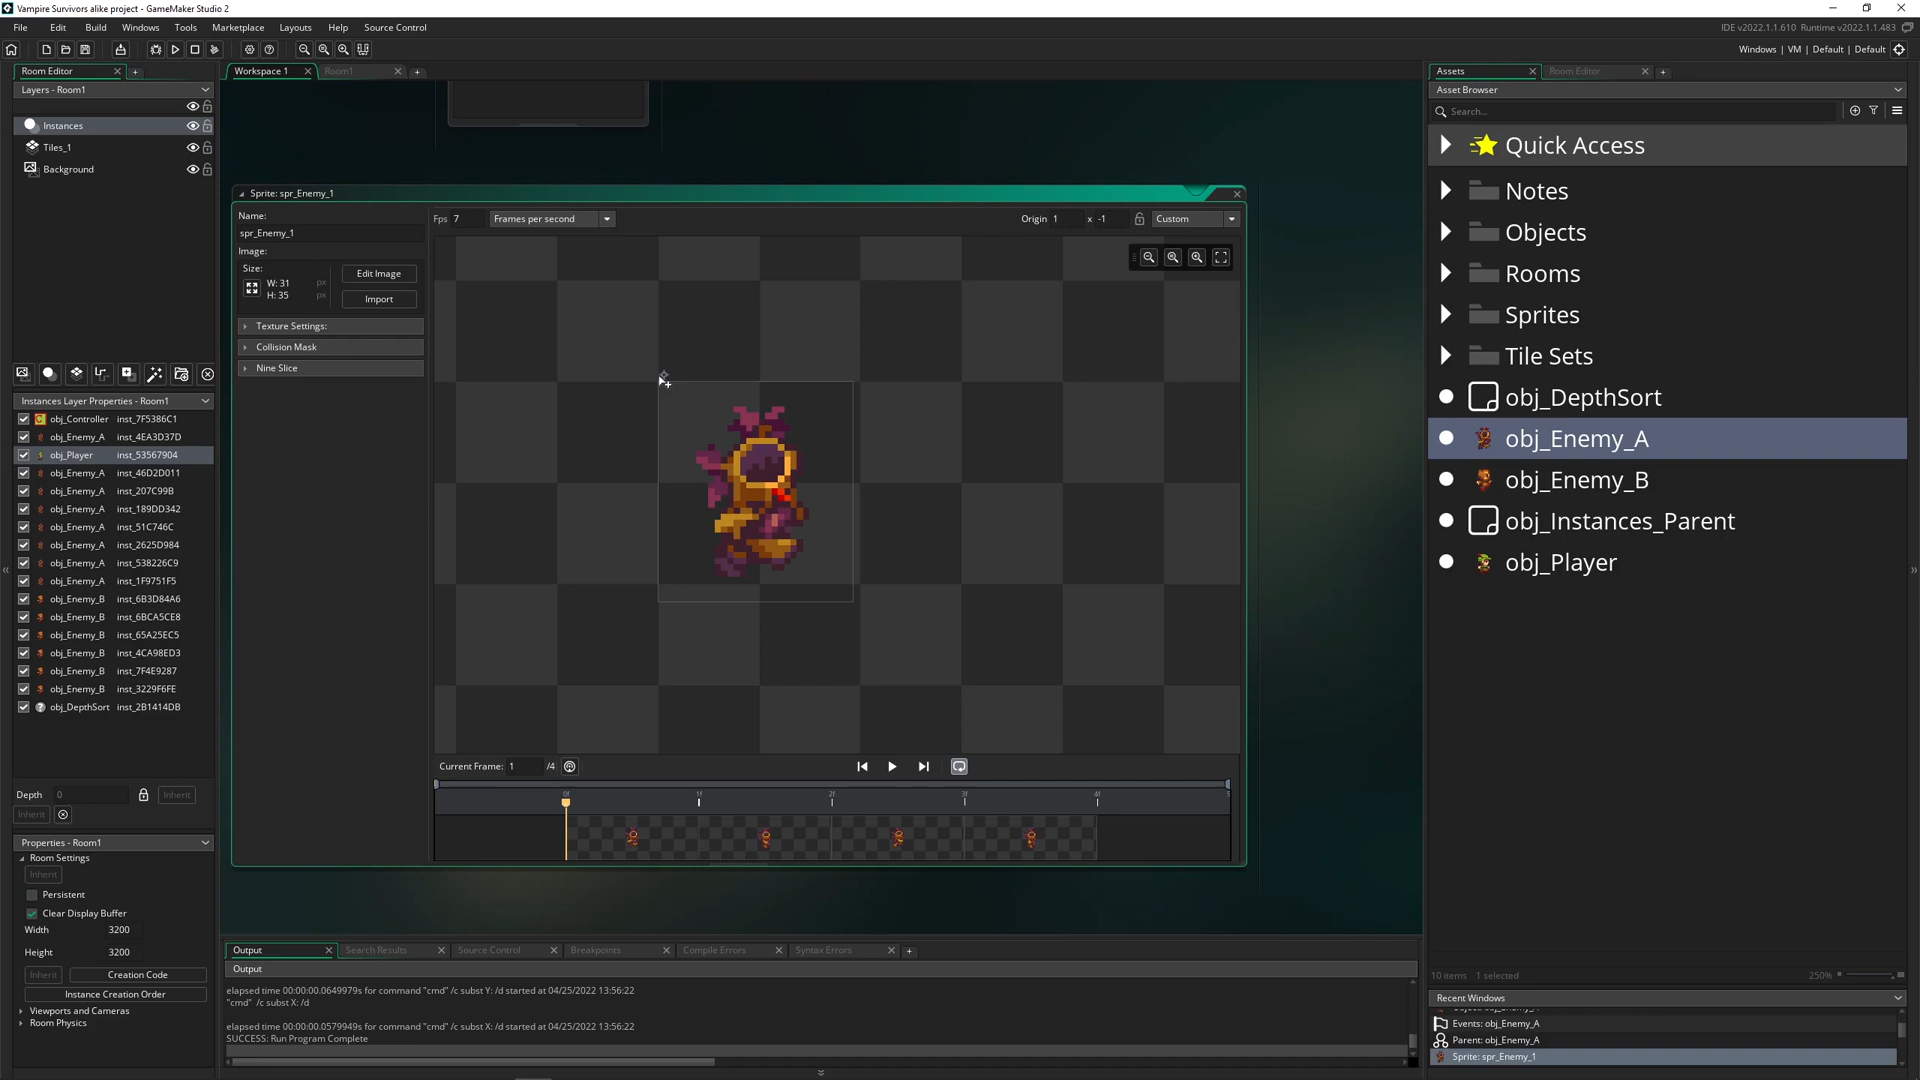 Vampire Survivors alike project - GameMaker Studio 2
File Edit Build Windows Tools Marketplace Layouts Help Source Control
IDE v2022.1.1.610 Runtime v2022.1.1.483
Windows | VM | Default | Default
Room Editor
Layers - Room1
Instances
Tiles_1
Background
Instances Layer Properties - Room1
obj_Controller inst_7F5386C1
obj_Enemy_A inst_4EA3D37D
obj_Player inst_53567904
obj_Enemy_A inst_46D2D011
obj_Enemy_A inst_207C99B
obj_Enemy_A inst_189DD342
obj_Enemy_A inst_51C746C
obj_Enemy_A inst_2625D984
obj_Enemy_A inst_538226C9
obj_Enemy_A inst_1F9751F5
obj_Enemy_B inst_6B3D84A6
obj_Enemy_B inst_6BCA5CE8
obj_Enemy_B inst_65A25EC5
obj_Enemy_B inst_4CA98ED3
obj_Enemy_B inst_7F4E9287
obj_Enemy_B inst_3229F6FE
obj_DepthSort inst_2B1414DB
Depth 0 Inherit
Inherit
Properties - Room1
Room Settings
Inherit
Persistent
Clear Display Buffer
Width 3200
Height 3200
Inherit Creation Code
Instance Creation Order
Viewports and Cameras
Room Physics
Workspace 1 Room1
Sprite: spr_Enemy_1
Name:
spr_Enemy_1
Image:
Size:
W: 31 px
H: 35 px
Edit Image
Import
Texture Settings:
Collision Mask
Nine Slice
Fps 7 Frames per second
Origin 1 x -1 Custom
Current Frame: 1 /4
0f 1f 2f 3f 4f 5
Output Search Results Source Control Breakpoints Compile Errors Syntax Errors
Output
elapsed time 00:00:00.0649979s for command "cmd" /c subst Y: /d started at 04/25/2022 13:56:22
"cmd" /c subst X: /d
elapsed time 00:00:00.0579949s for command "cmd" /c subst X: /d started at 04/25/2022 13:56:22
SUCCESS: Run Program Complete
Assets Room Editor
Asset Browser
Search...
Quick Access
Notes
Objects
Rooms
Sprites
Tile Sets
obj_DepthSort
obj_Enemy_A
obj_Enemy_B
obj_Instances_Parent
obj_Player
10 items 1 selected
250%
Recent Windows
Events: obj_Enemy_A
Parent: obj_Enemy_A
Sprite: spr_Enemy_1